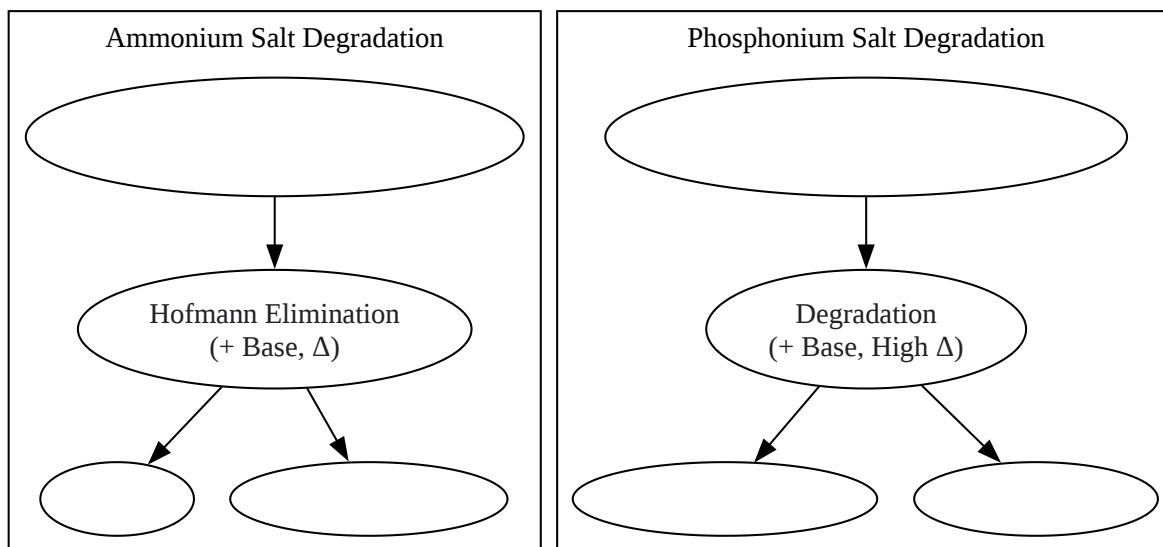 Ammonium Salt Degradation
Hofmann Elimination
(+ Base, Δ)
Phosphonium Salt Degradation
Degradation
(+ Base, High Δ)